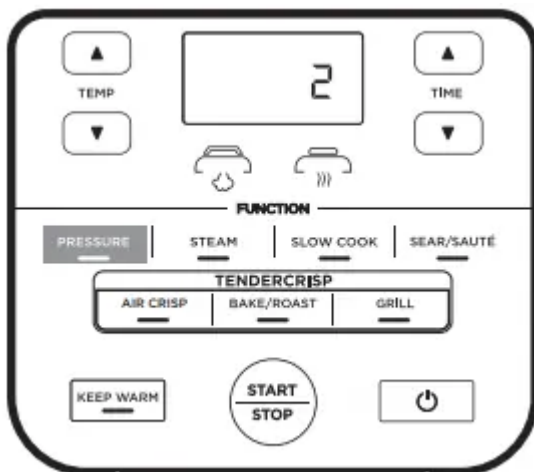 2
TEMP
TIME
FUNCTION
PRESSURE STEAM SLOW COOK SEAR/SAUTÉ
TENDERCRISP
AIR CRISP BAKE/ROAST GRILL
KEEP WARM
START
STOP